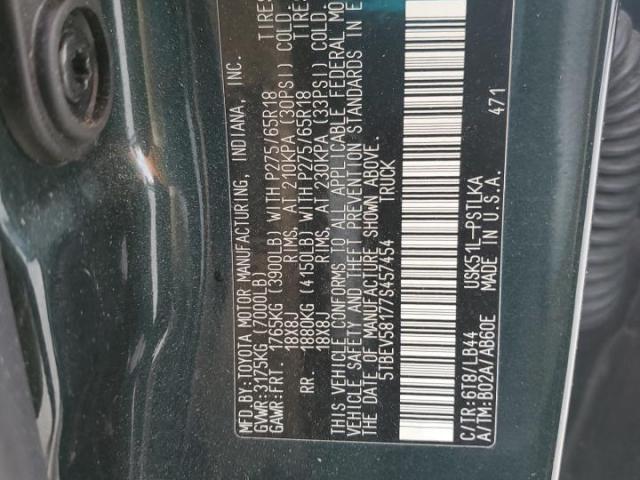 MFD.BY:TOYOTA MOTOR MANUFACTURING, INDIANA, INC.
GVWR:3175KG (7000LB) TIRES
GAWR:FRT. 1765KG (3900LB) WITH P275/65R18
18X8J RIMS, AT 210KPA (30PSI) COLD
TIRES
RR 1880KG (4150LB) WITH P275/65R18
18X8J RIMS, AT 230KPA (33PSI) COLD
THIS VEHICLE CONFORMS TO ALL APPLICABLE FEDERAL MO
VEHICLE SAFETY AND THEFT PREVENTION STANDARDS IN E
THE DATE OF MANUFACTURE SHOWN ABOVE.
5TBEV58177S457454 TRUCK
C/TR:6T8/LB44 USK51L-PSTLKA
A/TM:B02A/AB60E MADE IN U.S.A. 471